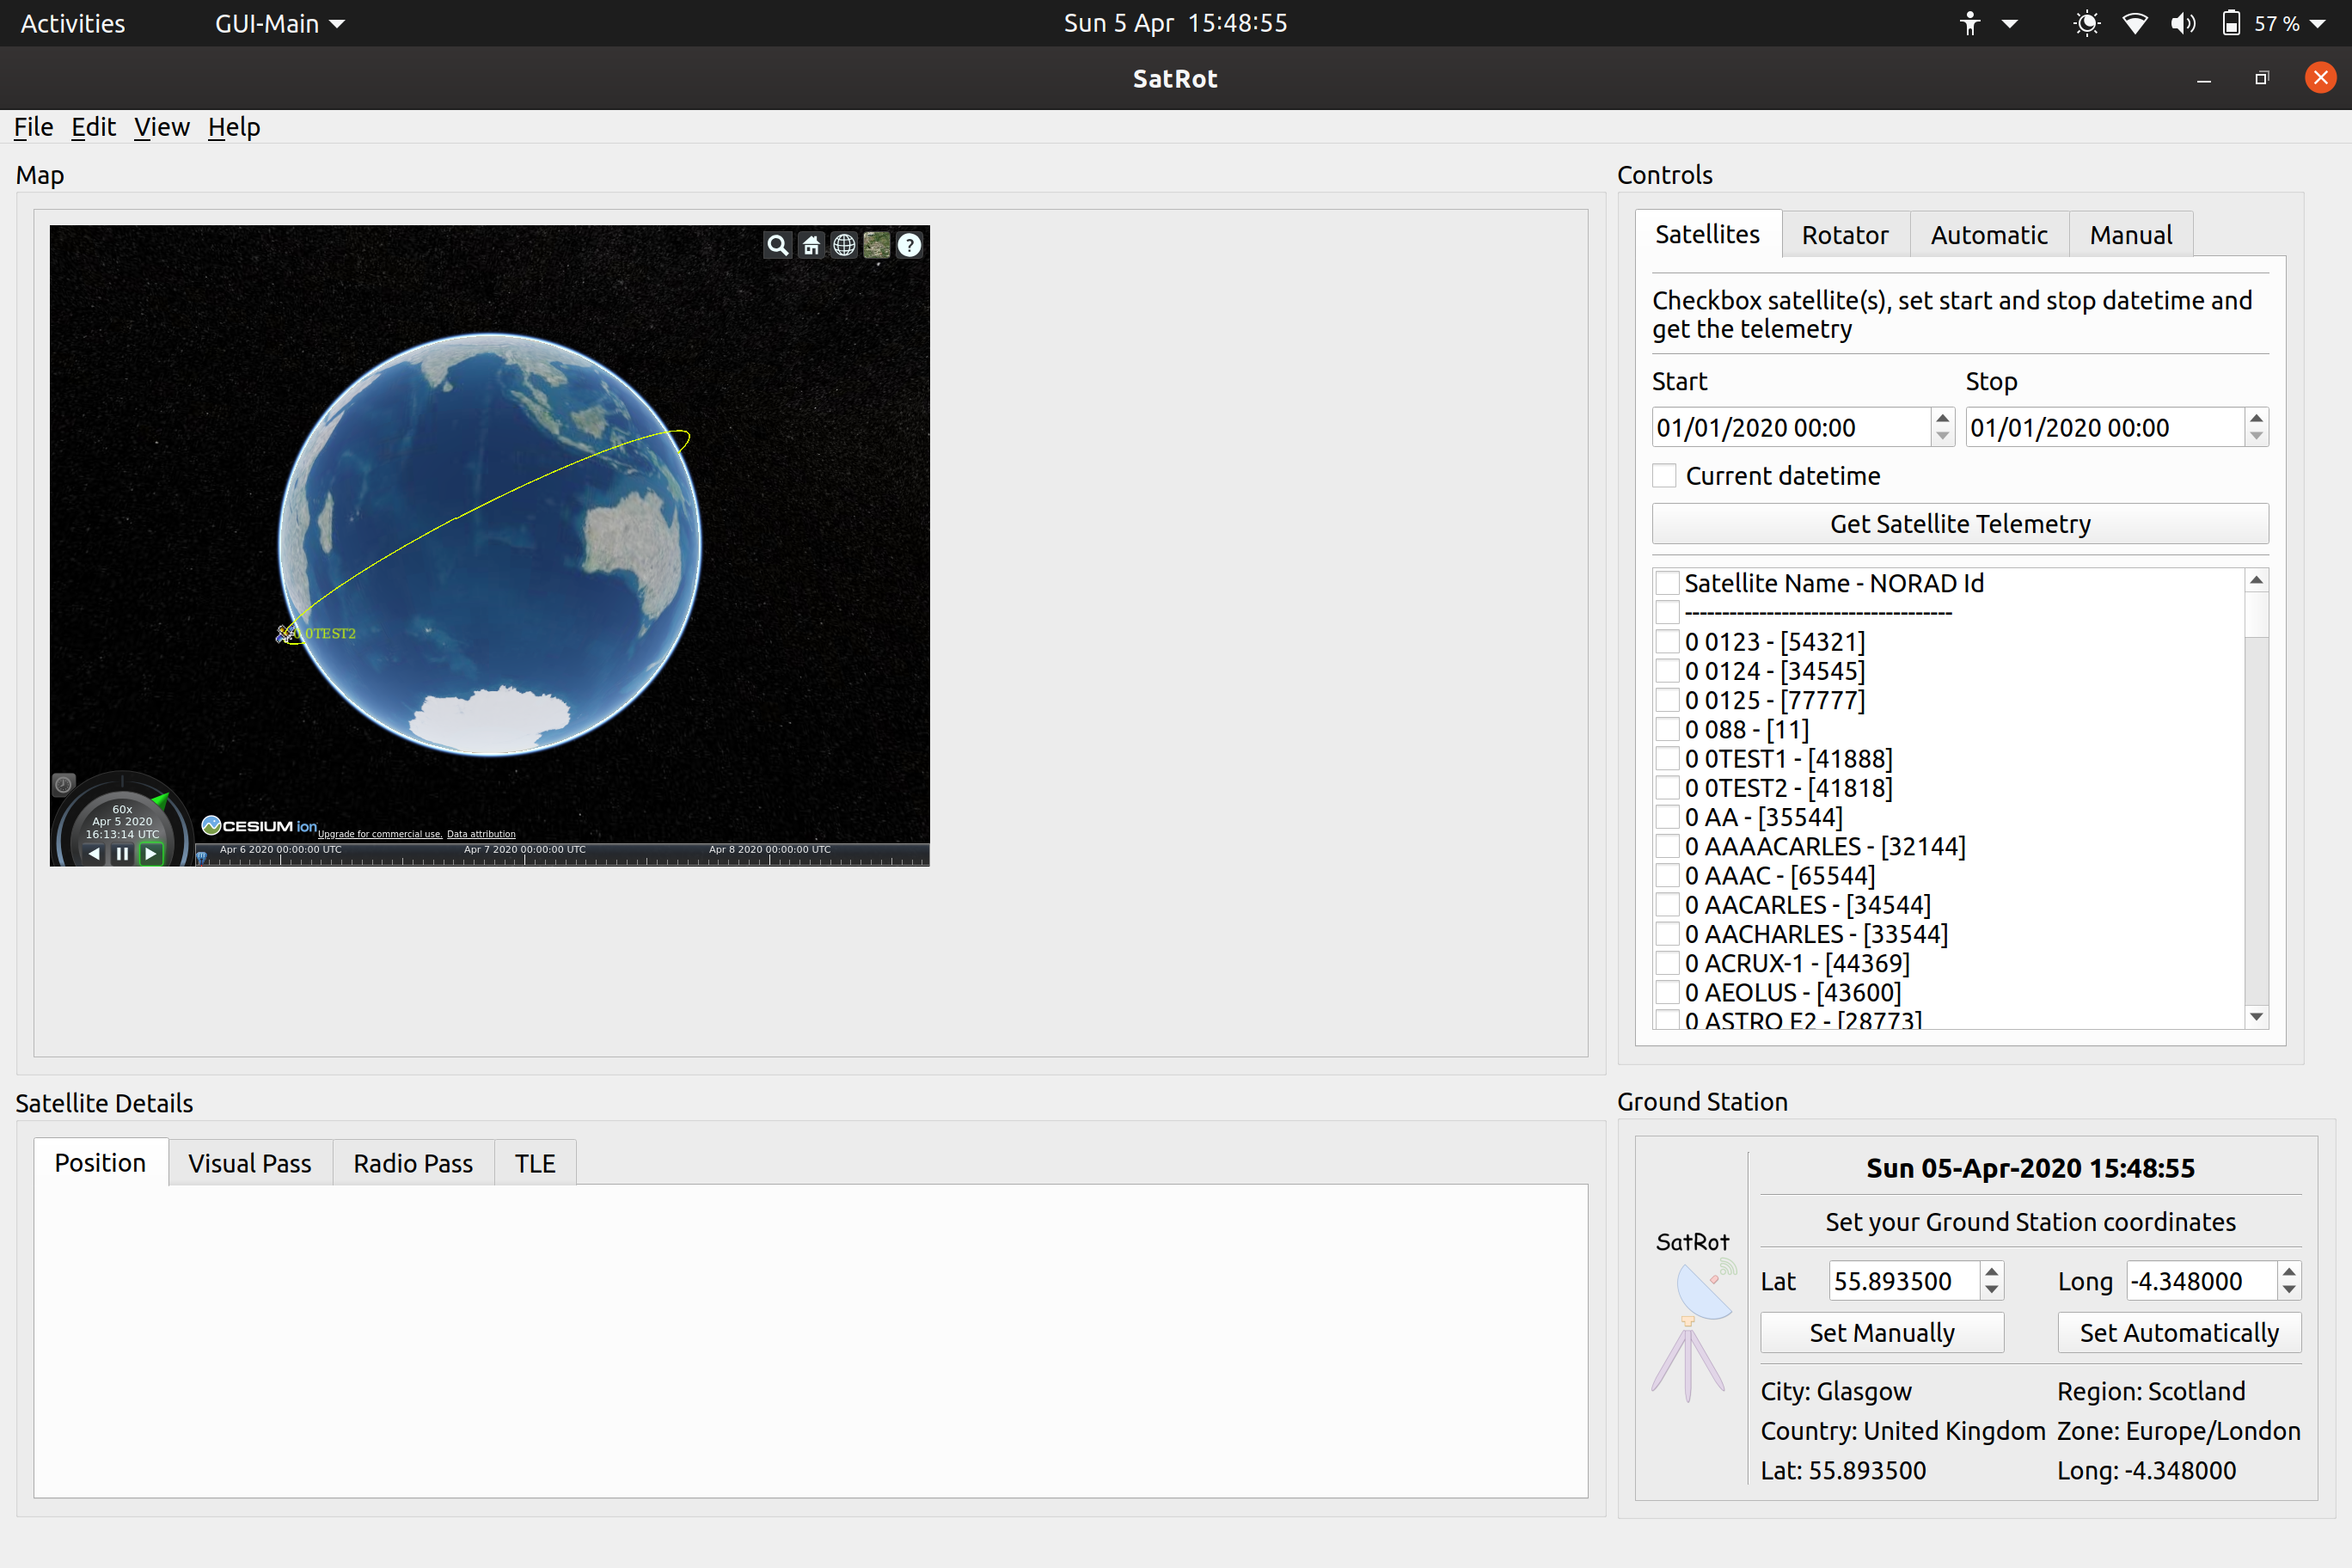 Activities GUI-Main Sun 5 Apr 15:48:55 57 %
SatRot
File Edit View Help
Map
60x
Apr 5 2020
16:13:14 UTC
0TEST2
CESIUM ion
Upgrade for commercial use. Data attribution
Apr 6 2020 00:00:00 UTC Apr 7 2020 00:00:00 UTC Apr 8 2020 00:00:00 UTC
Controls
Satellites Rotator Automatic Manual
Checkbox satellite(s), set start and stop datetime and
get the telemetry
Start Stop
01/01/2020 00:00 01/01/2020 00:00
Current datetime
Get Satellite Telemetry
Satellite Name - NORAD Id
------------------------------------
0 0123 - [54321]
0 0124 - [34545]
0 0125 - [77777]
0 088 - [11]
0 0TEST1 - [41888]
0 0TEST2 - [41818]
0 AA - [35544]
0 AAAACARLES - [32144]
0 AAAC - [65544]
0 AACARLES - [34544]
0 AACHARLES - [33544]
0 ACRUX-1 - [44369]
0 AEOLUS - [43600]
0 ASTRO E2 - [28773]
Satellite Details
Position Visual Pass Radio Pass TLE
Ground Station
SatRot
Sun 05-Apr-2020 15:48:55
Set your Ground Station coordinates
Lat 55.893500 Long -4.348000
Set Manually Set Automatically
City: Glasgow Region: Scotland
Country: United Kingdom Zone: Europe/London
Lat: 55.893500 Long: -4.348000